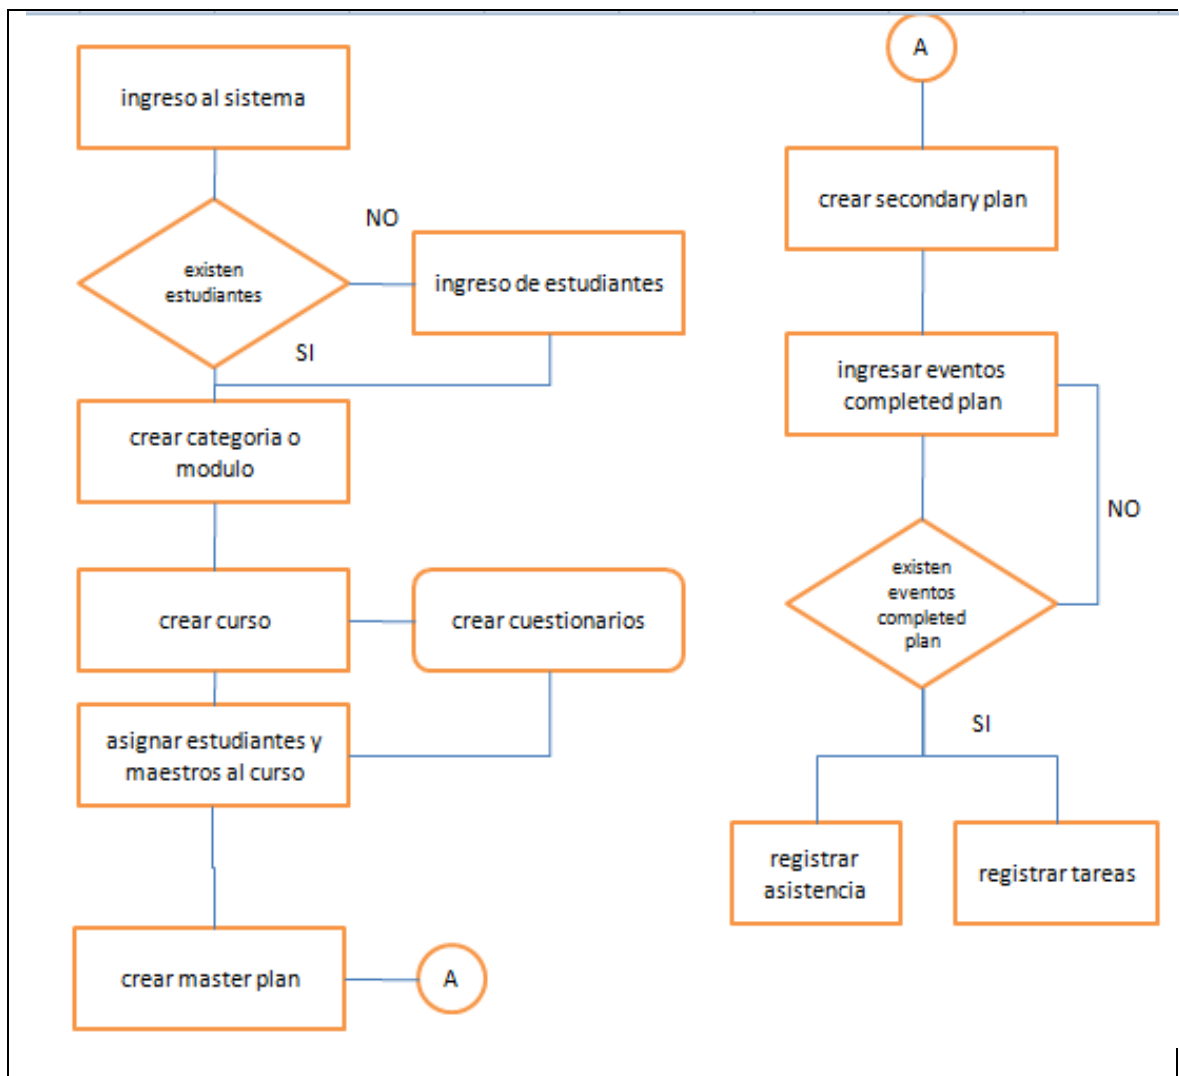 ingreso al sistema
existen
estudiantes
NO
ingreso de estudiantes
SI
crear categoria o
modulo
crear curso
crear cuestionarios
asignar estudiantes y
maestros al curso
crear master plan
A
A
crear secondary plan
ingresar eventos
completed plan
NO
existen
eventos
completed
plan
SI
registrar
asistencia
registrar tareas